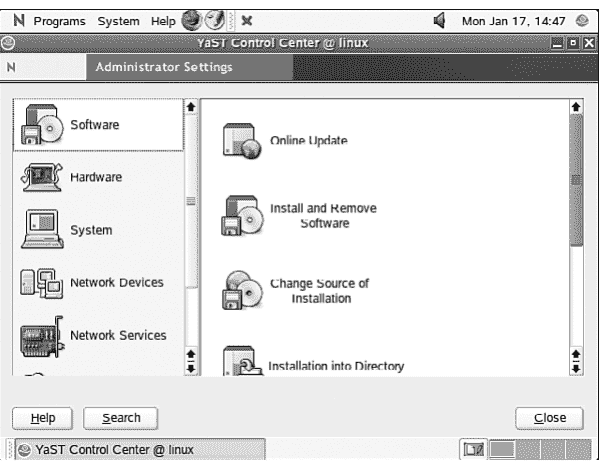 N Programs System Help Mon Jan 17, 14:47
YaST Control Center @ linux
N Administrator Settings
Software
Hardware
System
Network Devices
Network Services
Online Update
Install and Remove
Software
Change Source of
Installation
Installation into Directory
Help Search Close
YaST Control Center @ linux